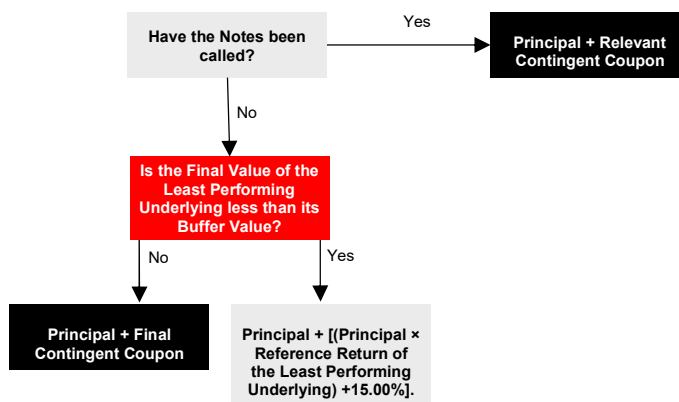 Have the Notes been
called?
Yes
Principal + Relevant
Contingent Coupon
No
Is the Final Value of the
Least Performing
Underlying less than its
Buffer Value?
No
Yes
Principal + Final
Contingent Coupon
Principal + [(Principal ×
Reference Return of
the Least Performing
Underlying) +15.00%].